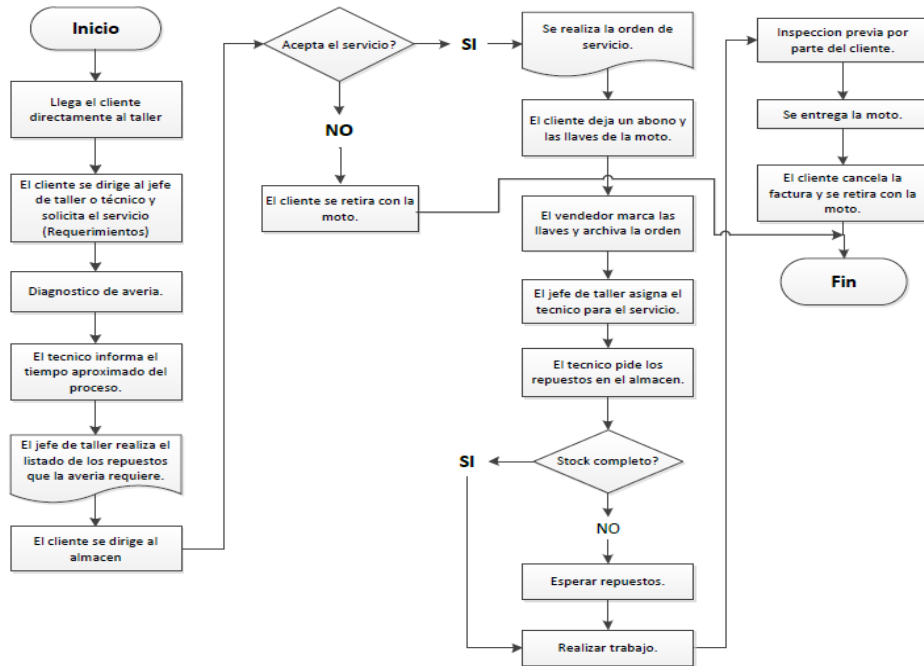 Inicio
Llega el cliente
directamente al taller
El cliente se dirige al jefe
de taller o técnico y
solicita el servicio
(Requerimientos)
Diagnostico de averia.
El tecnico informa el
tiempo aproximado del
proceso.
El jefe de taller realiza el
listado de los repuestos
que la averia requiere.
El cliente se dirige al
almacen
Acepta el servicio?
SI
NO
El cliente se retira con la
moto.
Se realiza la orden de
servicio.
El cliente deja un abono y
las llaves de la moto.
El vendedor marca las
llaves y archiva la orden
El jefe de taller asigna el
tecnico para el servicio.
El tecnico pide los
repuestos en el almacen.
Stock completo?
SI
NO
Esperar repuestos.
Realizar trabajo.
Inspeccion previa por
parte del cliente.
Se entrega la moto.
El cliente cancela la
factura y se retira con la
moto.
Fin